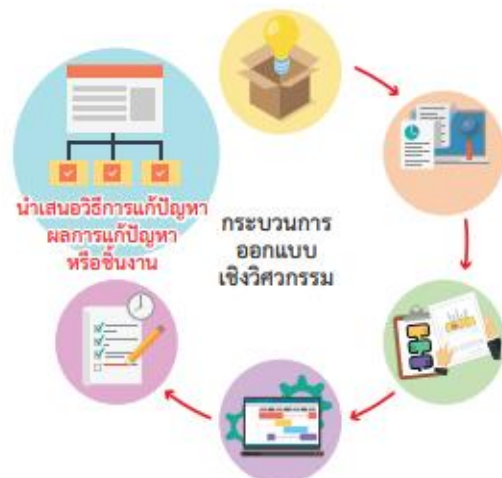 นำเสนอวิธีการแก้ปัญหา
ผลการแก้ปัญหา
หรือชิ้นงาน
กระบวนการ
ออกแบบ
เชิงวิศวกรรม